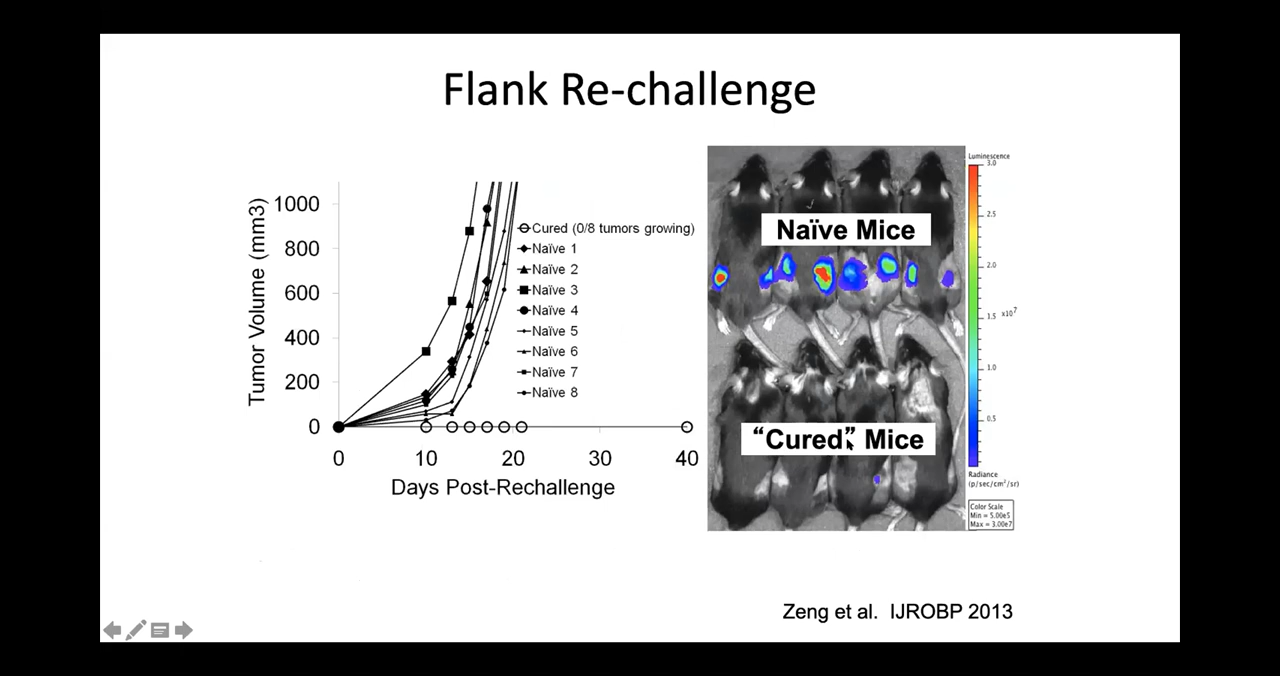 Flank Re-challenge
Tumor Volume (mm3)
1000
800
600
400
200
0
0 10 20 30 40
Days Post-Rechallenge
Cured (0/8 tumors growing)
Naïve 1
Naïve 2
Naïve 3
Naïve 4
Naïve 5
Naïve 6
Naïve 7
Naïve 8
Naïve Mice
“Cured” Mice
Luminescence
3.0
2.5
2.0
1.5 x10⁷
1.0
0.5
Radiance
(p/sec/cm²/sr)
Color Scale
Min = 5.00e5
Max = 3.00e7
Zeng et al. IJROBP 2013